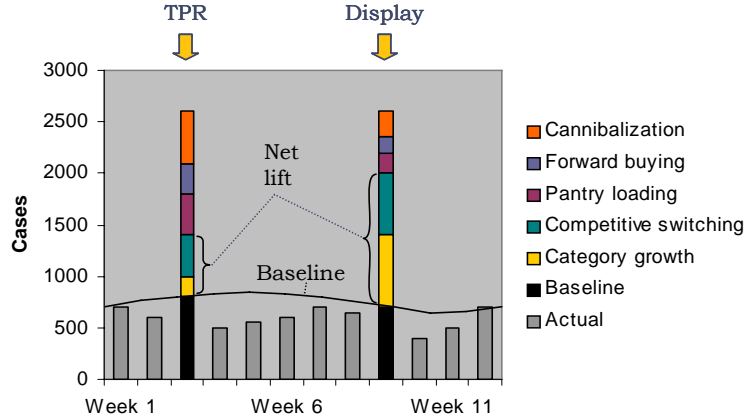 TPR
Display
3000
2500
2000
1500
1000
500
0
Cases
Net
lift
Baseline
Week 1
Week 6
Week 11
Cannibalization
Forward buying
Pantry loading
Competitive switching
Category growth
Baseline
Actual